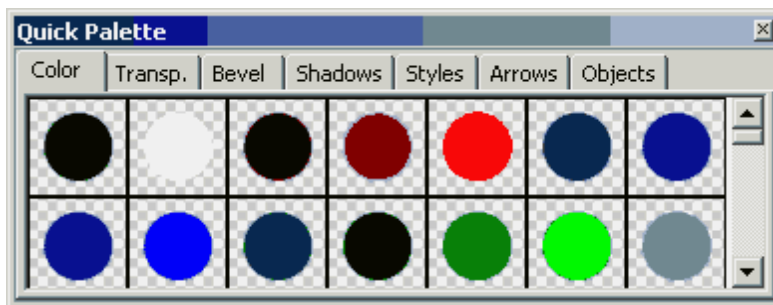 Quick Palette
Color Transp. Bevel Shadows Styles Arrows Objects